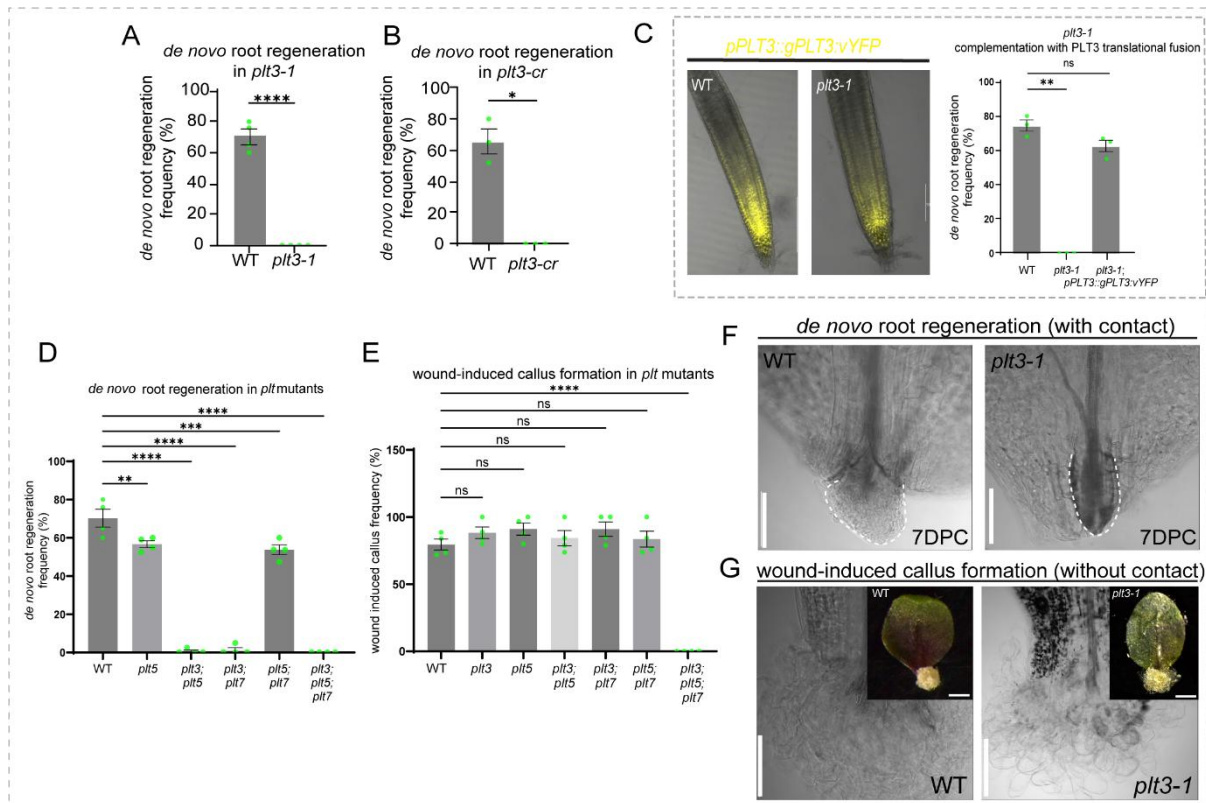 A
de novo root regeneration
in plt3-1
de novo root regeneration
frequency (%)
80
60
40
20
0
****
WT plt3-1
B
de novo root regeneration
in plt3-cr
de novo root regeneration
frequency (%)
100
80
60
40
20
0
*
WT plt3-cr
C
pPLT3::gPLT3:vYFP
WT
plt3-1
plt3-1
complementation with PLT3 translational fusion
ns
**
de novo root regeneration
frequency (%)
100
80
60
40
20
0
WT
plt3-1
plt3-1;
pPLT3::gPLT3:vYFP
D
de novo root regeneration in plt mutants
****
***
****
****
**
de novo root regeneration
frequency (%)
100
80
60
40
20
0
WT
plt5
plt3;
plt5
plt3;
plt7
plt5;
plt7
plt3;
plt5;
plt7
E
wound-induced callus formation in plt mutants
****
ns
ns
ns
ns
ns
wound induced callus frequency (%)
150
100
50
0
WT
plt3
plt5
plt3;
plt5
plt3;
plt7
plt5;
plt7
plt3;
plt5;
plt7
F
de novo root regeneration (with contact)
WT
7DPC
plt3-1
7DPC
G
wound-induced callus formation (without contact)
WT
WT
plt3-1
plt3-1